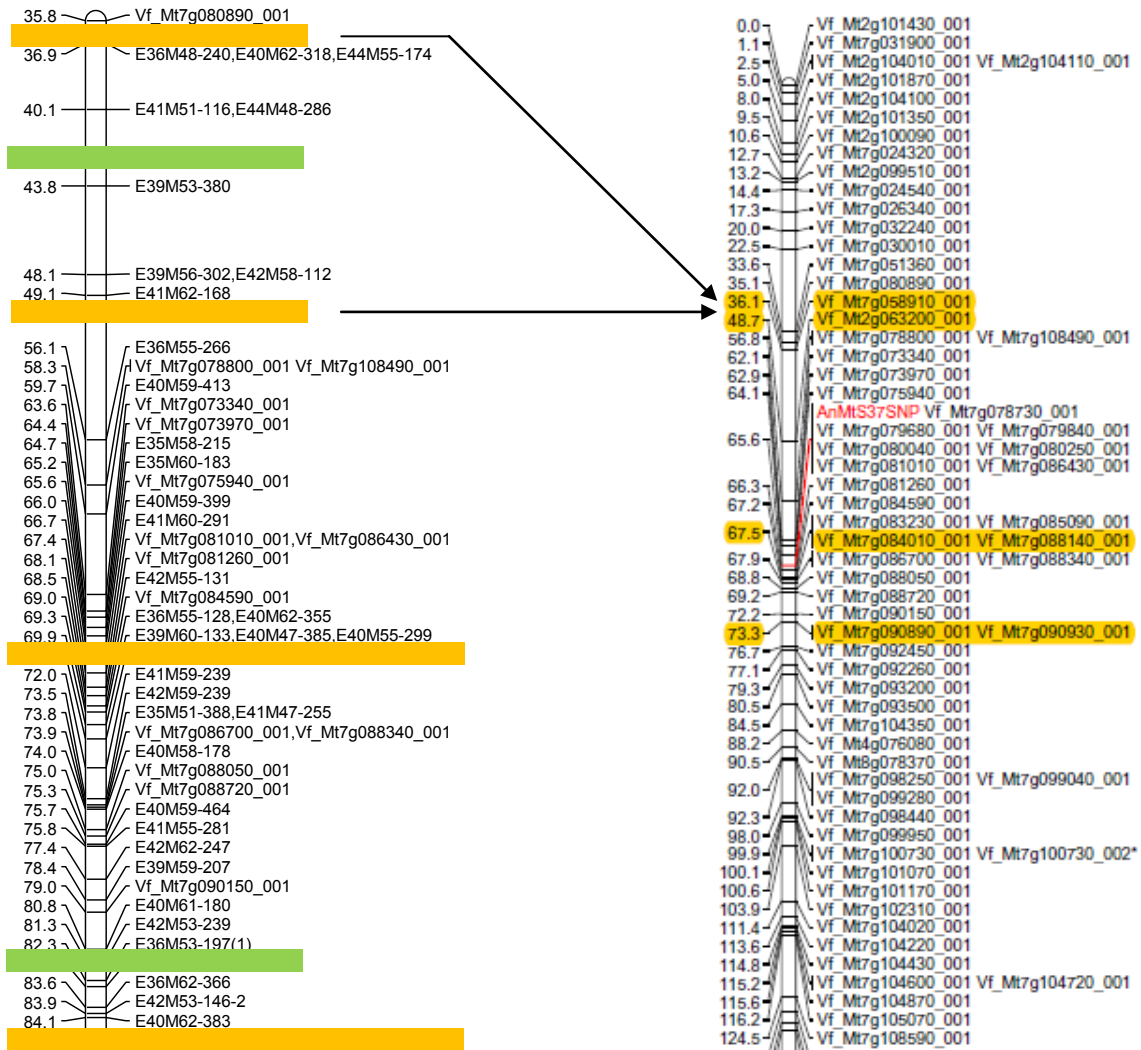 35.8 Vf_Mt7g080890_001
36.9 E36M48-240,E40M62-318,E44M55-174
40.1 E41M51-116,E44M48-286
43.8 E39M53-380
48.1 E39M56-302,E42M58-112
49.1 E41M62-168
56.1 E36M55-266
58.3 Vf_Mt7g078800_001 Vf_Mt7g108490_001
59.7 E40M59-413
63.6 Vf_Mt7g073340_001
64.4 Vf_Mt7g073970_001
64.7 E35M58-215
65.2 E35M60-183
65.6 Vf_Mt7g075940_001
66.0 E40M59-399
66.7 E41M60-291
67.4 Vf_Mt7g081010_001,Vf_Mt7g086430_001
68.1 Vf_Mt7g081260_001
68.5 E42M55-131
69.0 Vf_Mt7g084590_001
69.3 E36M55-128,E40M62-355
69.9 E39M60-133,E40M47-385,E40M55-299
72.0 E41M59-239
73.5 E42M59-239
73.8 E35M51-388,E41M47-255
73.9 Vf_Mt7g086700_001,Vf_Mt7g088340_001
74.0 E40M58-178
75.0 Vf_Mt7g088050_001
75.3 Vf_Mt7g088720_001
75.7 E40M59-464
75.8 E41M55-281
77.4 E42M62-247
78.4 E39M59-207
79.0 Vf_Mt7g090150_001
80.8 E40M61-180
81.3 E42M53-239
82.3 E36M53-197(1)
83.6 E36M62-366
83.9 E42M53-146-2
84.1 E40M62-383
0.0 Vf_Mt2g101430_001
1.1 Vf_Mt7g031900_001
2.5 Vf_Mt2g104010_001 Vf_Mt2g104110_001
5.0 Vf_Mt2g101870_001
8.0 Vf_Mt2g104100_001
9.5 Vf_Mt2g101350_001
10.6 Vf_Mt2g100090_001
12.7 Vf_Mt7g024320_001
13.2 Vf_Mt2g099510_001
14.4 Vf_Mt7g024540_001
17.3 Vf_Mt7g026340_001
20.0 Vf_Mt7g032240_001
22.5 Vf_Mt7g030010_001
33.6 Vf_Mt7g051360_001
35.1 Vf_Mt7g080890_001
36.1 Vf_Mt7g058910_001
48.7 Vf_Mt2g063200_001
56.8 Vf_Mt7g078800_001 Vf_Mt7g108490_001
62.1 Vf_Mt7g073340_001
62.9 Vf_Mt7g073970_001
64.1 Vf_Mt7g075940_001
AnMtS37SNP Vf_Mt7g078730_001
Vf_Mt7g079680_001 Vf_Mt7g079840_001
65.6 Vf_Mt7g080040_001 Vf_Mt7g080250_001
Vf_Mt7g081010_001 Vf_Mt7g086430_001
66.3 Vf_Mt7g081260_001
67.2 Vf_Mt7g084590_001
67.5 Vf_Mt7g083230_001 Vf_Mt7g085090_001
Vf_Mt7g084010_001 Vf_Mt7g088140_001
67.9 Vf_Mt7g086700_001 Vf_Mt7g088340_001
68.8 Vf_Mt7g088050_001
69.2 Vf_Mt7g088720_001
72.2 Vf_Mt7g090150_001
73.3 Vf_Mt7g090890_001 Vf_Mt7g090930_001
76.7 Vf_Mt7g092450_001
77.1 Vf_Mt7g092260_001
79.3 Vf_Mt7g093200_001
80.5 Vf_Mt7g093500_001
84.5 Vf_Mt7g104350_001
88.2 Vf_Mt4g076080_001
90.5 Vf_Mt8g078370_001
92.0 Vf_Mt7g098250_001 Vf_Mt7g099040_001
Vf_Mt7g099280_001
92.3 Vf_Mt7g098440_001
98.0 Vf_Mt7g099950_001
99.9 Vf_Mt7g100730_001 Vf_Mt7g100730_002*
100.1 Vf_Mt7g101070_001
100.6 Vf_Mt7g101170_001
103.9 Vf_Mt7g102310_001
111.4 Vf_Mt7g104020_001
113.6 Vf_Mt7g104220_001
114.8 Vf_Mt7g104430_001
115.2 Vf_Mt7g104600_001 Vf_Mt7g104720_001
115.6 Vf_Mt7g104870_001
116.2 Vf_Mt7g105070_001
124.5 Vf_Mt7g108590_001